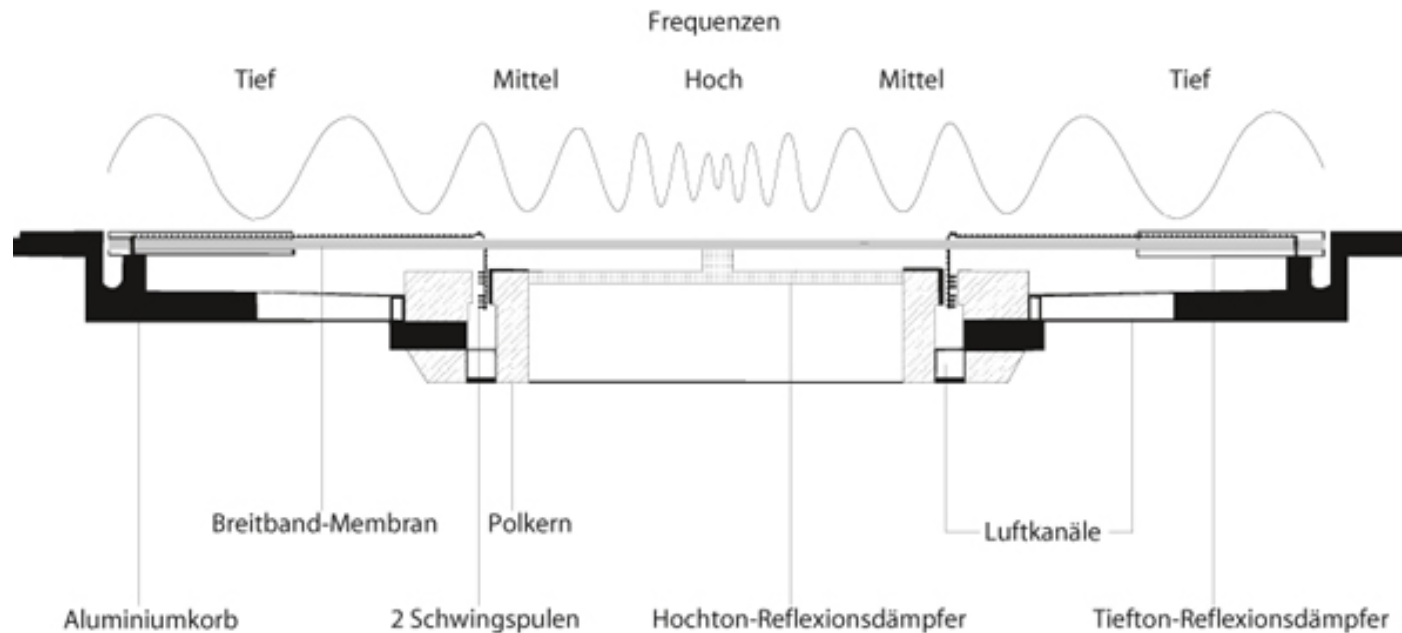 Frequenzen
Tief Mittel Hoch Mittel Tief
Breitband-Membran Polkern Luftkanäle
Aluminiumkorb 2 Schwingspulen Hochton-Reflexionsdämpfer Tiefton-Reflexionsdämpfer